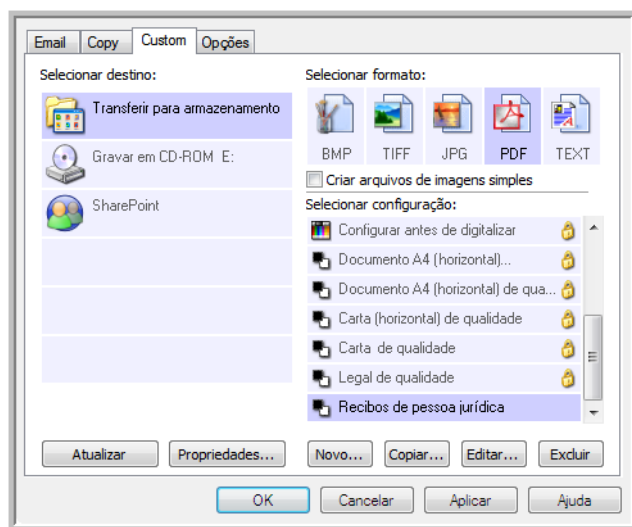 Email Copy Custom Opções
Selecionar destino:
Transferir para armazenamento
Gravar em CD-ROM E:
SharePoint
Atualizar Propriedades...
Selecionar formato:
BMP TIFF JPG PDF TEXT
Criar arquivos de imagens simples
Selecionar configuração:
Configurar antes de digitalizar
Documento A4 (horizontal)...
Documento A4 (horizontal) de qua...
Carta (horizontal) de qualidade
Carta de qualidade
Legal de qualidade
Recibos de pessoa jurídica
Novo... Copiar... Editar... Excluir
OK Cancelar Aplicar Ajuda